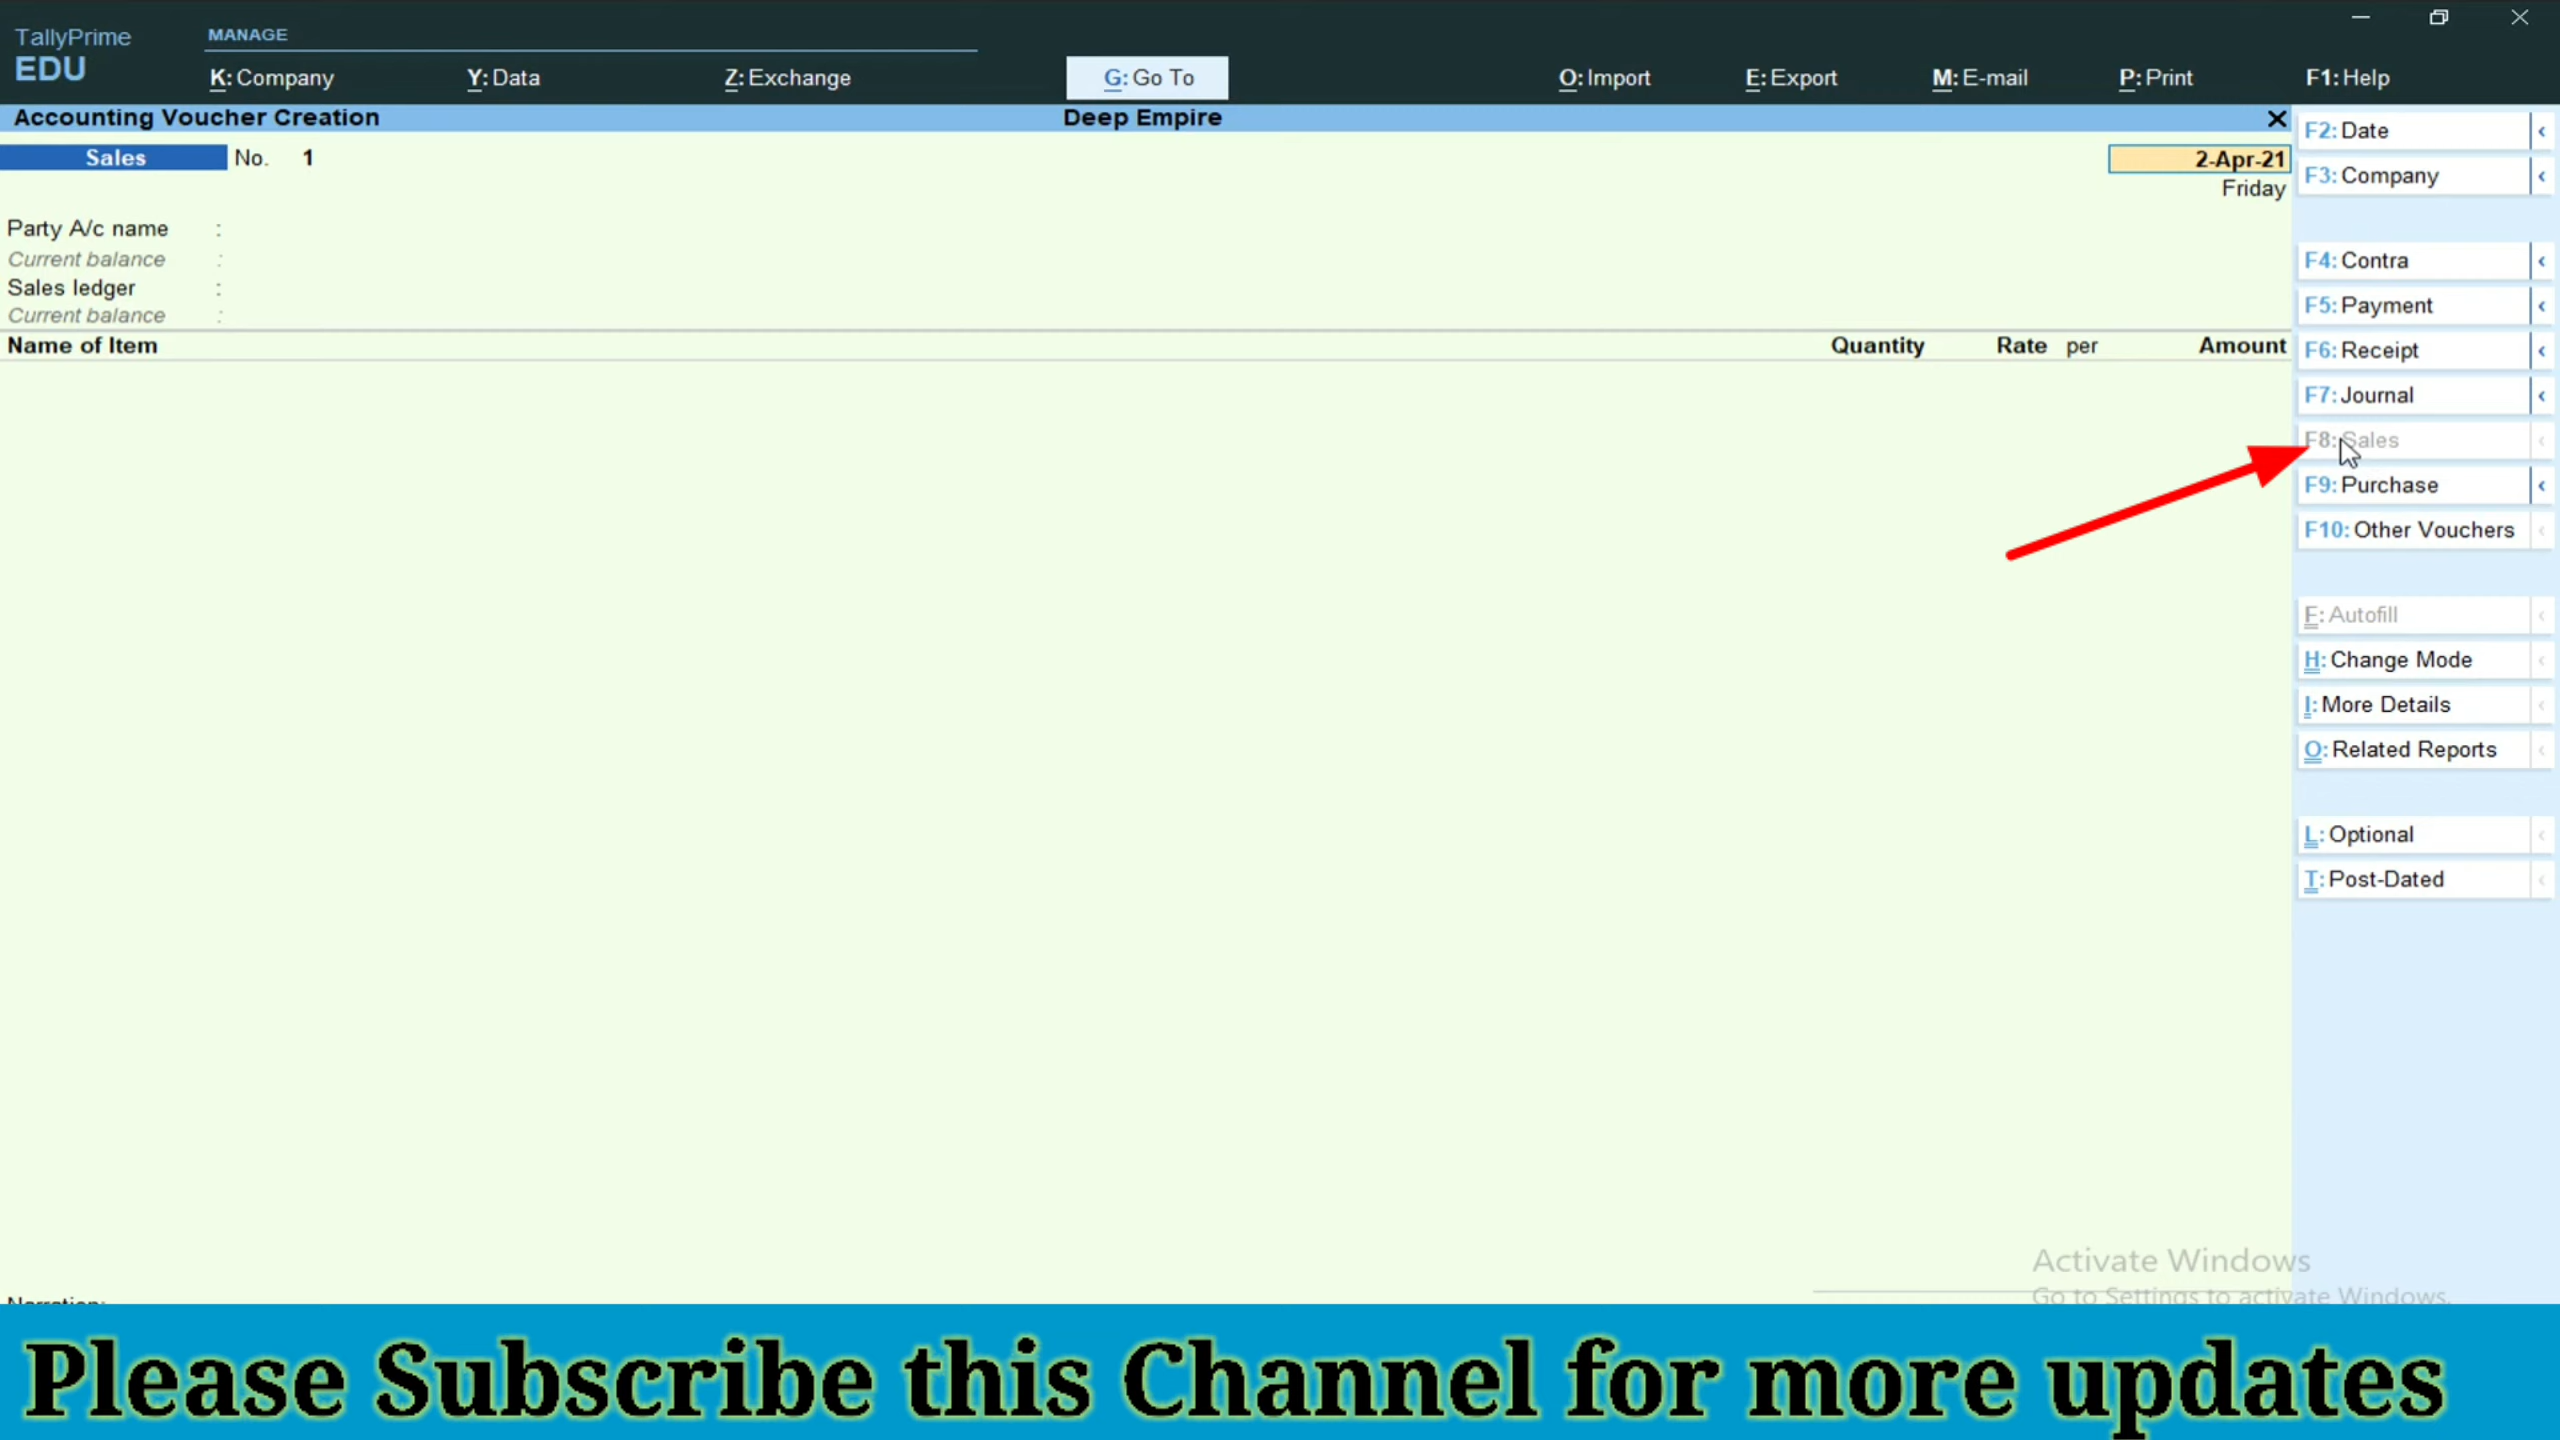 TallyPrime
EDU
MANAGE
K: Company
Y: Data
Z: Exchange
G: Go To
O: Import
E: Export
M: E-mail
P: Print
F1: Help
Accounting Voucher Creation
Deep Empire
Sales No. 1
2-Apr-21
Friday
Party A/c name :
Current balance :
Sales ledger :
Current balance :
Name of Item
Quantity Rate per Amount
F2: Date
F3: Company
F4: Contra
F5: Payment
F6: Receipt
F7: Journal
F8: Sales
F9: Purchase
F10: Other Vouchers
F: Autofill
H: Change Mode
I: More Details
O: Related Reports
L: Optional
T: Post-Dated
Activate Windows
Go to Settings to activate Windows.
Narration:
Please Subscribe this Channel for more updates